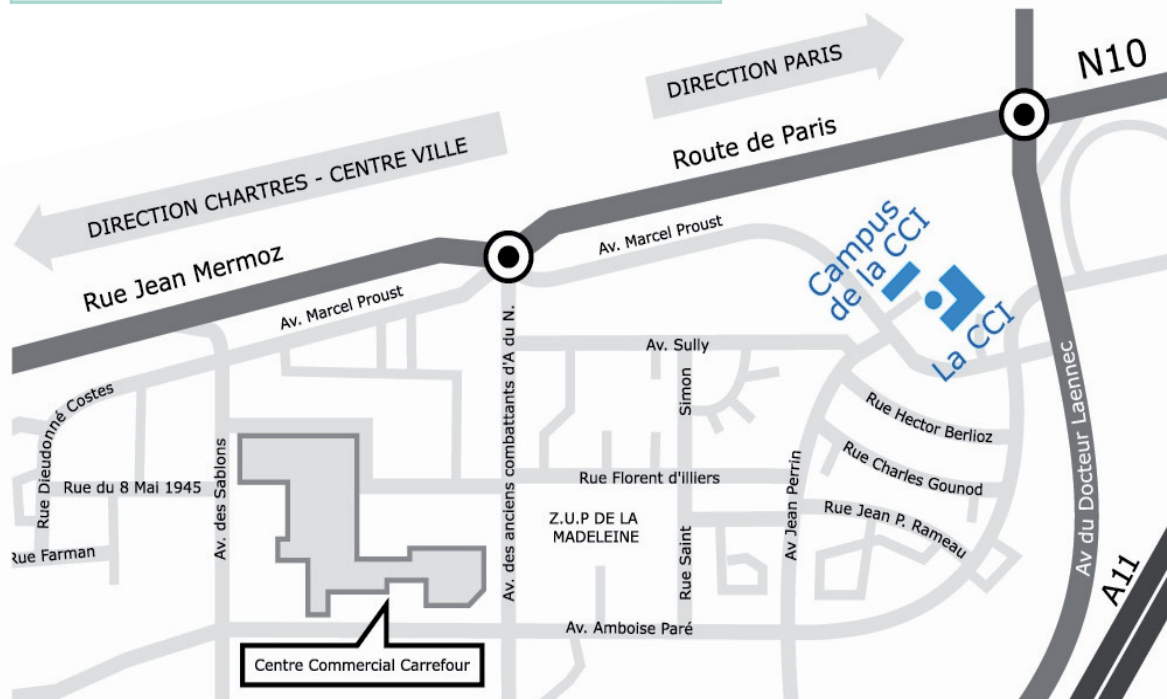 DIRECTION PARIS
N10
DIRECTION CHARTRES - CENTRE VILLE
Route de Paris
Rue Jean Mermoz
Av. Marcel Proust
Campus
de la CCI
La CCI
Av. Marcel Proust
Av. Sully
Av. des anciens combattants d'A du N.
Simon
Rue Saint
Rue Dieudonné Costes
Rue Hector Berlioz
Av du Docteur Laennec
Rue du 8 Mai 1945
Av. des Sablons
Rue Florent d'illiers
Rue Charles Gounod
Av Jean Perrin
Z.U.P DE LA
MADELEINE
Rue Jean P. Rameau
Rue Farman
A11
Av. Amboise Paré
Centre Commercial Carrefour